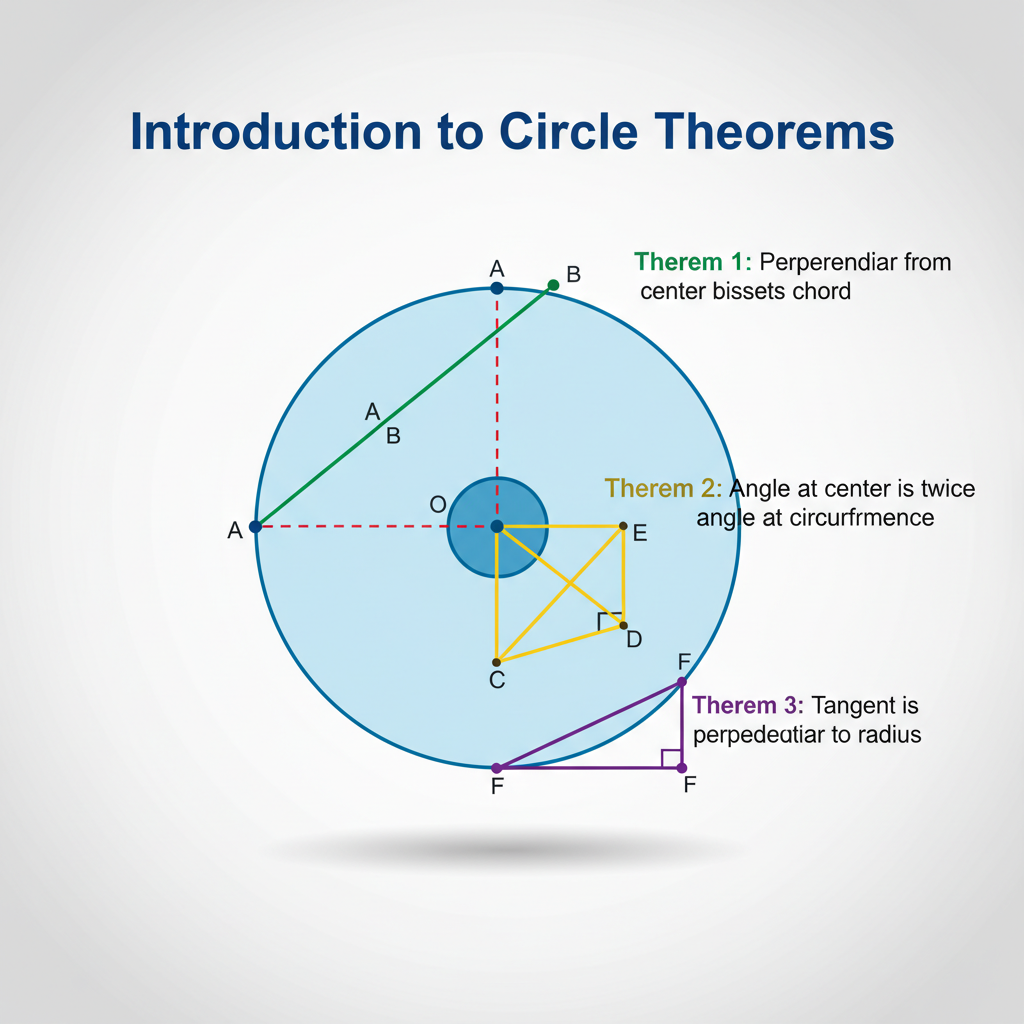 Introduction to Circle Theorems
A
B
Therem 1: Perperendiar from
center bissets chord
A
B
O
Therem 2: Angle at center is twice
angle at circurfrmence
A
E
D
C
F
Therem 3: Tangent is
perpedeotiar to radius
F
F